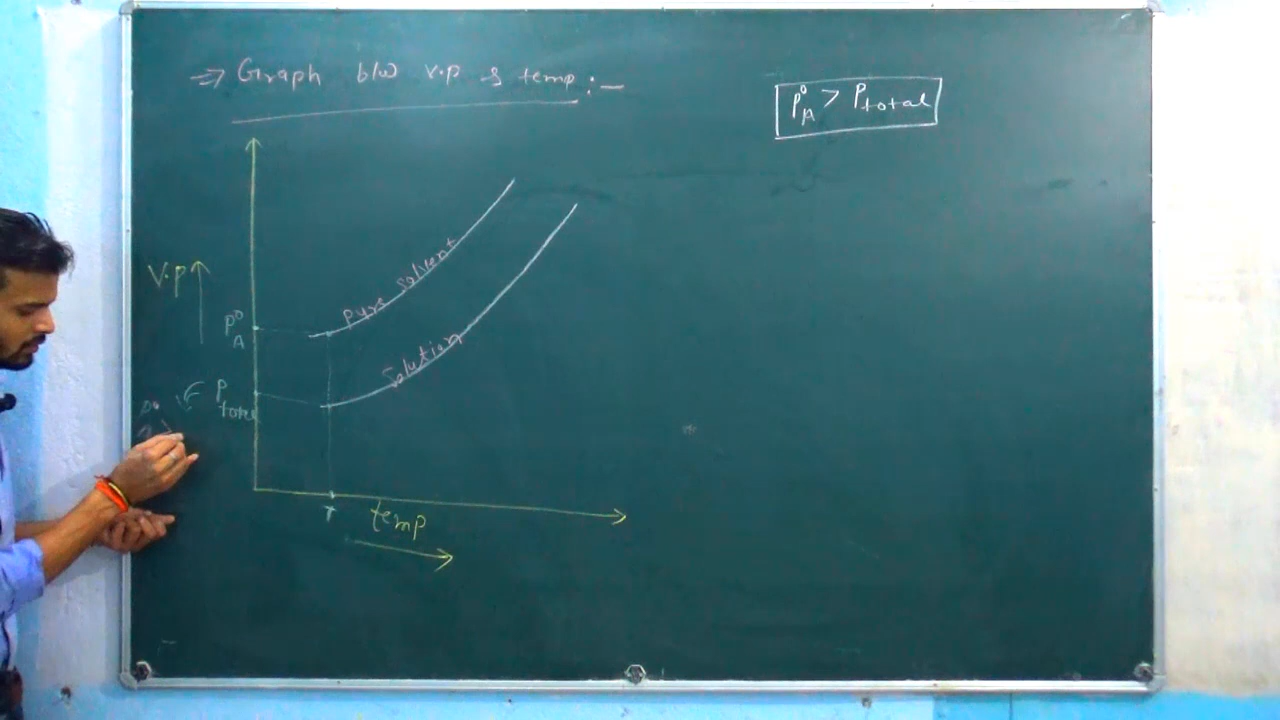 ⇒ Graph b/w v.p & temp :-
P°A > Ptotal
V.P
pure solvent
P°A
solution
Ptotal
P°
T
temp